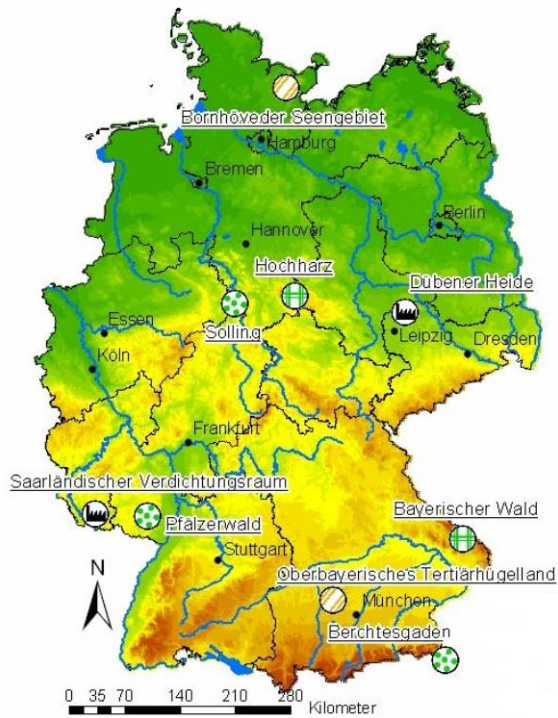 Bornhöveder Seengebiet
Hamburg
Bremen
Berlin
Hannover
Hochharz
Dübener Heide
Solling
Essen
Leipzig
Dresden
Köln
Frankfurt
Saarländischer Verdichtungsraum
Pfälzerwald
Bayerischer Wald
Stuttgart
Oberbayerisches Tertiärhügelland
München
Berchtesgaden
N
0 35 70 140 210 280
Kilometer